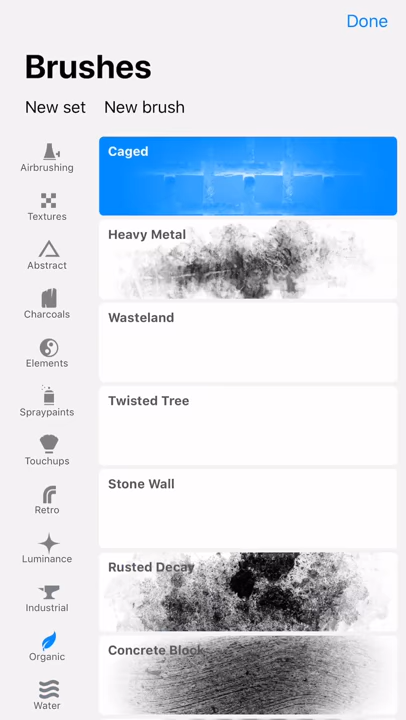 Done
Brushes
New set
New brush
Airbrushing
Textures
Abstract
Charcoals
Elements
Spraypaints
Touchups
Retro
Luminance
Industrial
Organic
Water
Caged
Heavy Metal
Wasteland
Twisted Tree
Stone Wall
Rusted Decay
Concrete Block